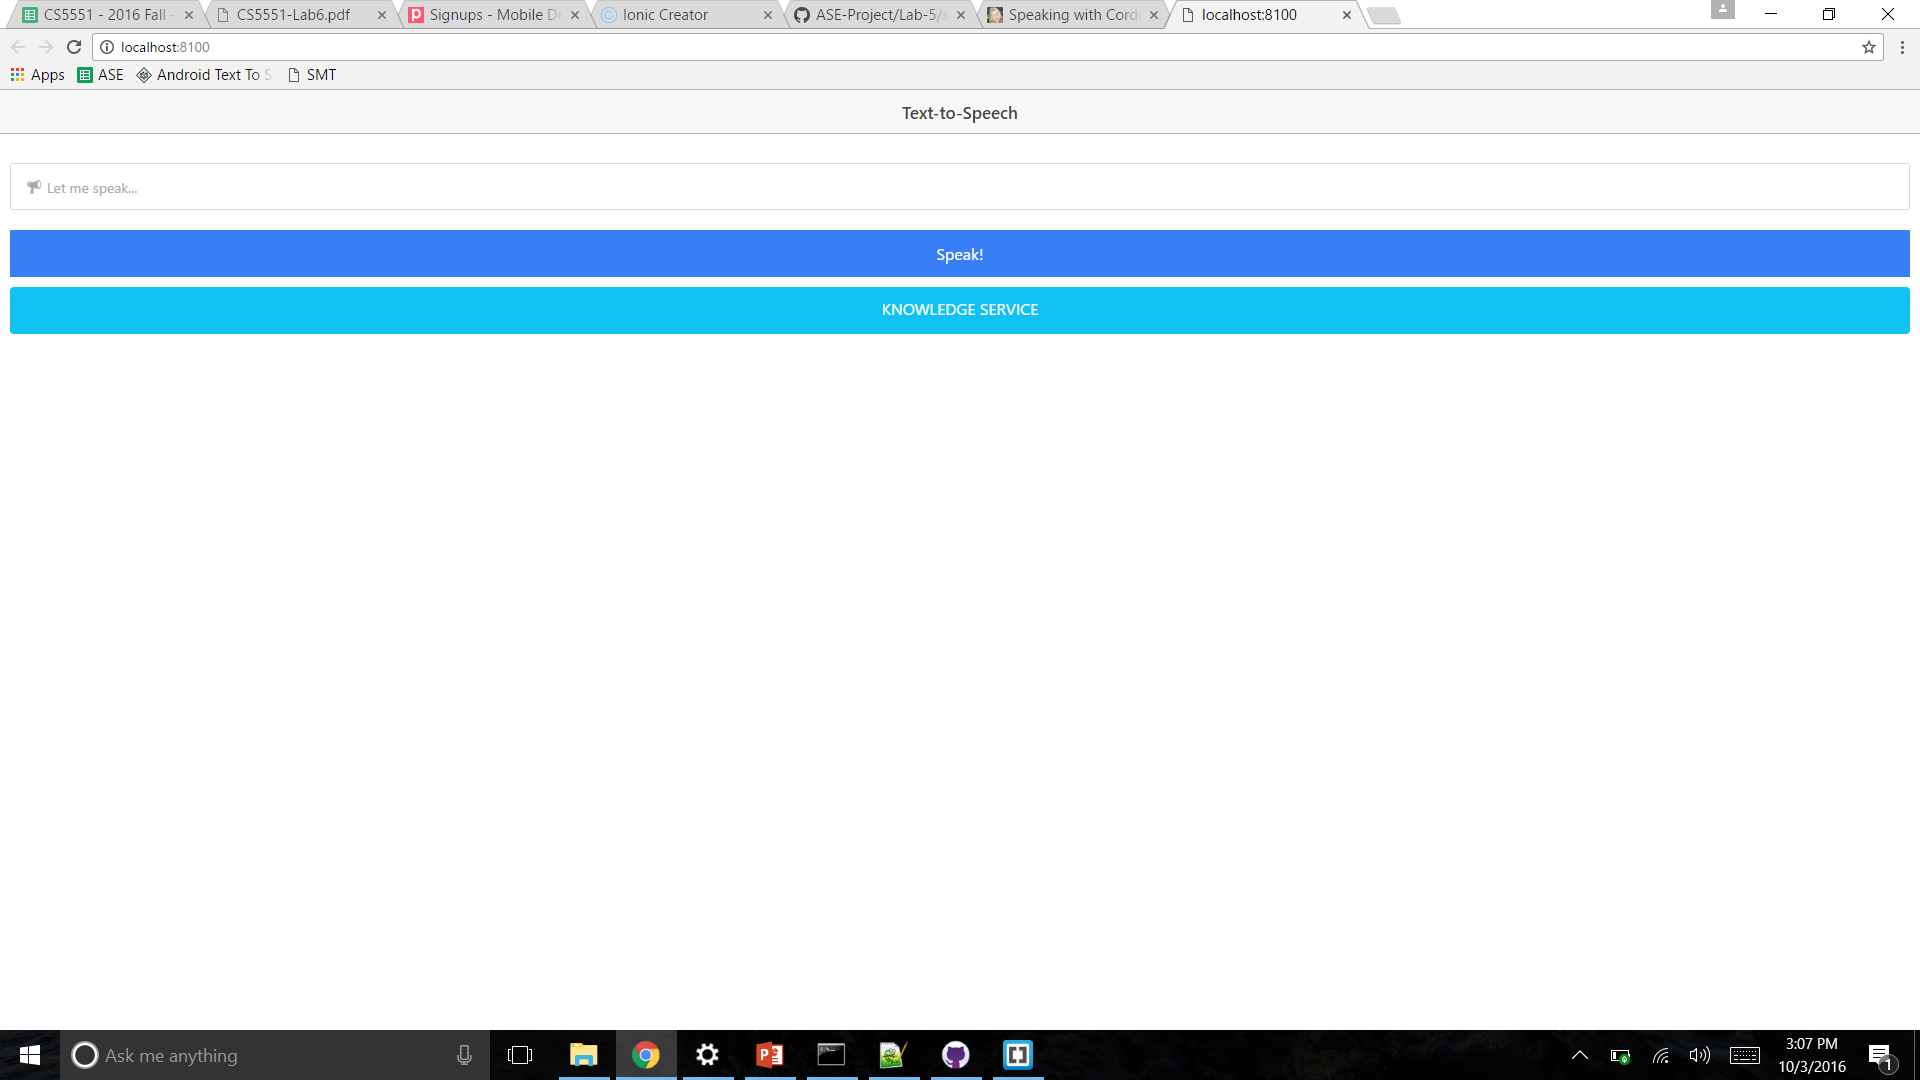 CS5551 - 2016 Fall -
CS5551-Lab6.pdf
Signups - Mobile De
Ionic Creator
ASE-Project/Lab-5/s
Speaking with Cord
localhost:8100
localhost:8100
Apps
ASE
Android Text To S
SMT
Text-to-Speech
Let me speak...
Speak!
KNOWLEDGE SERVICE
Ask me anything
3:07 PM
10/3/2016
1